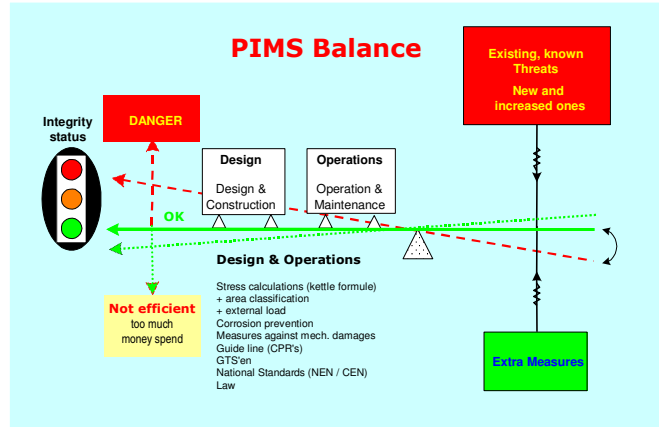 PIMS Balance
Existing, known
Threats
New and
increased ones
Integrity
status
DANGER
Design
Design &
Construction
Operations
Operation &
Maintenance
OK
Design & Operations
Stress calculations (kettle formule)
+ area classification
+ external load
Corrosion prevention
Measures against mech. damages
Guide line (CPR's)
GTS'en
National Standards (NEN / CEN)
Law
Not efficient
too much
money spend
Extra Measures